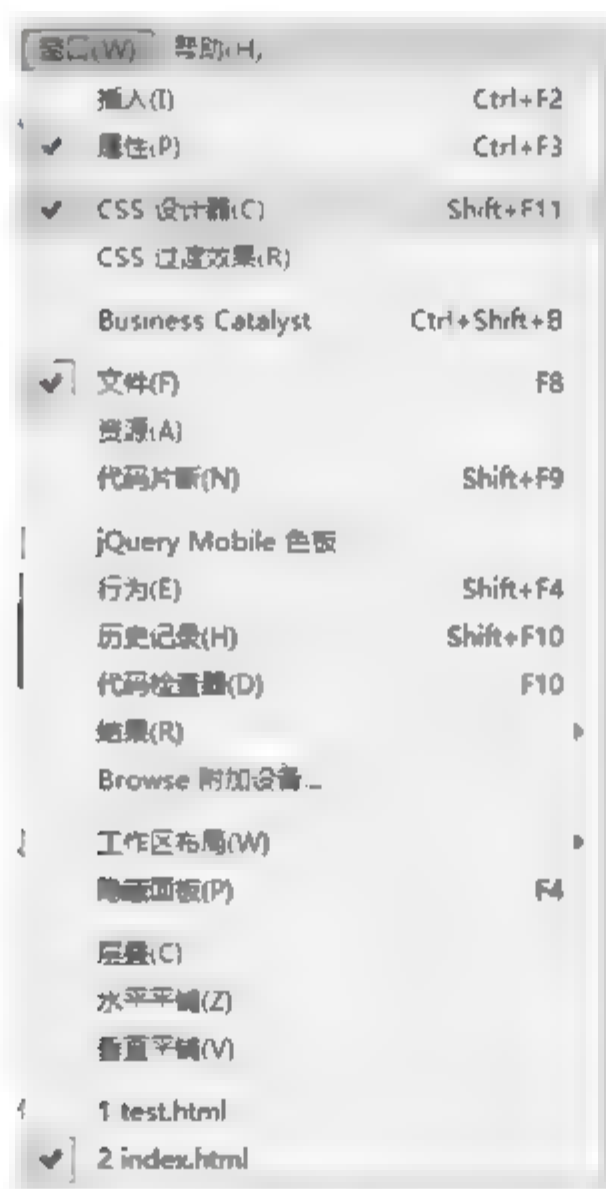 窗口(W) 帮助(H)
插入(I) Ctrl+F2
属性(P) Ctrl+F3
CSS 设计器(C) Shift+F11
CSS 过渡效果(R)
Business Catalyst Ctrl+Shift+B
文件(F) F8
资源(A)
代码片断(N) Shift+F9
jQuery Mobile 色板
行为(E) Shift+F4
历史记录(H) Shift+F10
代码检查器(D) F10
结果(R)
Browse 附加设备...
工作区布局(W)
隐藏面板(P) F4
层叠(C)
水平平铺(Z)
垂直平铺(V)
1 test.html
2 index.html